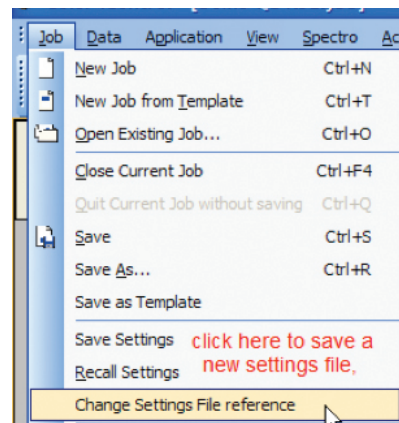 Job Data Application View Spectro Ac
New Job Ctrl+N
New Job from Template Ctrl+T
Open Existing Job... Ctrl+O
Close Current Job Ctrl+F4
Quit Current Job without saving Ctrl+Q
Save Ctrl+S
Save As... Ctrl+R
Save as Template
Save Settings click here to save a
Recall Settings new settings file,
Change Settings File reference